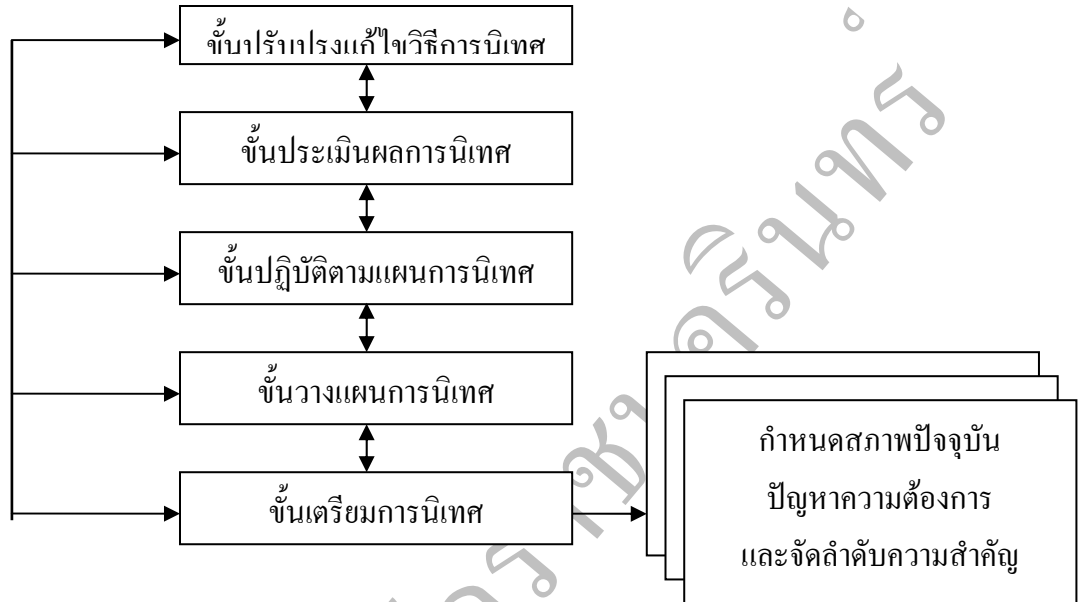 ขั้นปรับปรุงแก้ไขวิธีการนิเทศ
ขั้นประเมินผลการนิเทศ
ขั้นปฏิบัติตามแผนการนิเทศ
ขั้นวางแผนการนิเทศ
ขั้นเตรียมการนิเทศ
กำหนดสภาพปัจจุบัน
ปัญหาความต้องการ
และจัดลำดับความสำคัญ